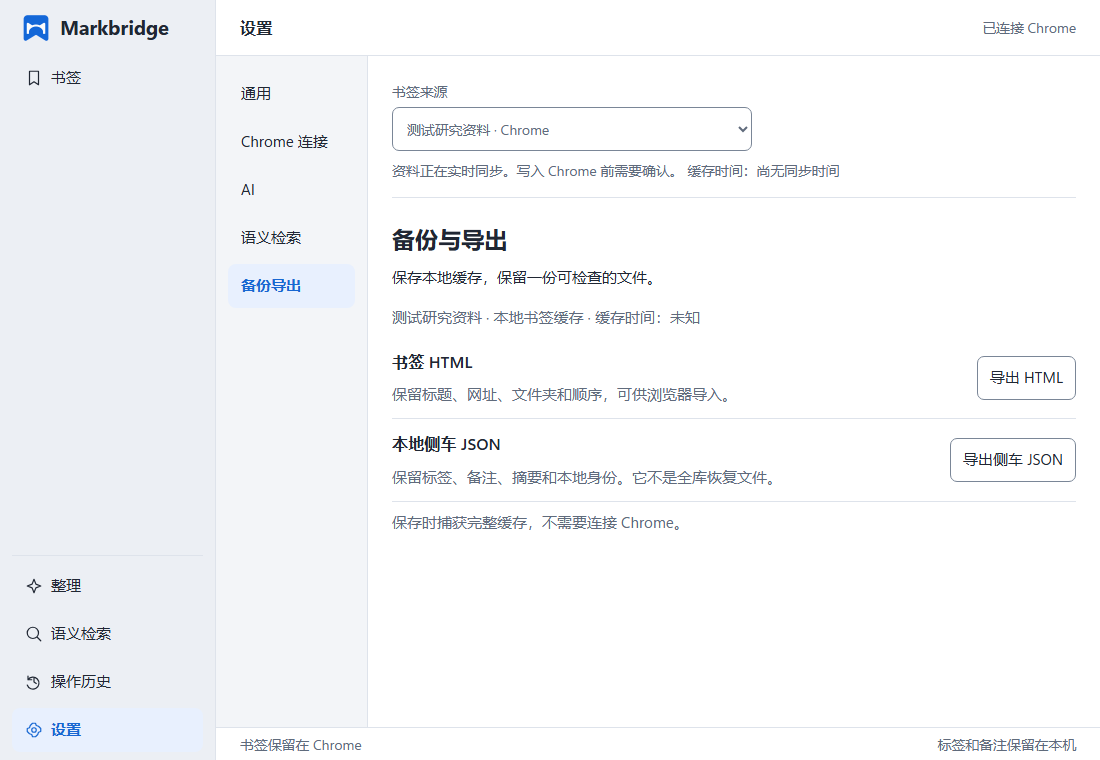 Markbridge
书签
整理
语义检索
操作历史
设置
设置
已连接 Chrome
通用
Chrome 连接
AI
语义检索
备份导出
书签来源
测试研究资料 · Chrome
资料正在实时同步。写入 Chrome 前需要确认。 缓存时间：尚无同步时间
备份与导出
保存本地缓存，保留一份可检查的文件。
测试研究资料 · 本地书签缓存 · 缓存时间：未知
书签 HTML
保留标题、网址、文件夹和顺序，可供浏览器导入。
导出 HTML
本地侧车 JSON
保留标签、备注、摘要和本地身份。它不是全库恢复文件。
导出侧车 JSON
保存时捕获完整缓存，不需要连接 Chrome。
书签保留在 Chrome
标签和备注保留在本机